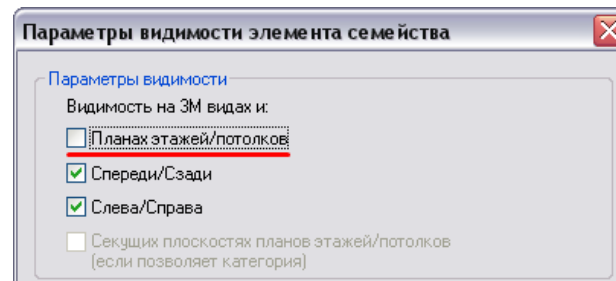 Параметры видимости элемента семейства
Параметры видимости
Видимость на 3М видах и:
Планах этажей/потолков
Спереди/Сзади
Слева/Справа
Секущих плоскостях планов этажей/потолков
(если позволяет категория)